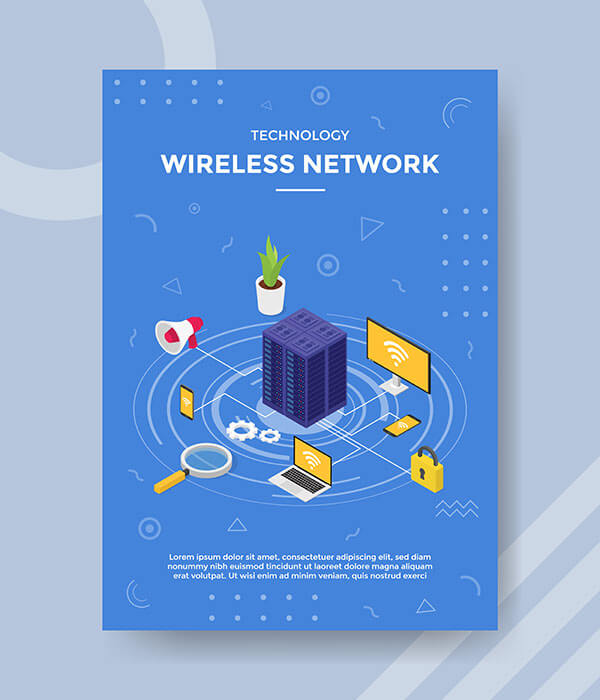 TECHNOLOGY
WIRELESS NETWORK
Lorem ipsum dolor sit amet, consectetuer adipiscing elit, sed diam
nonummy nibh euismod tincidunt ut laoreet dolore magna aliquam
erat volutpat. Ut wisi enim ad minim veniam, quis nostrud exerci